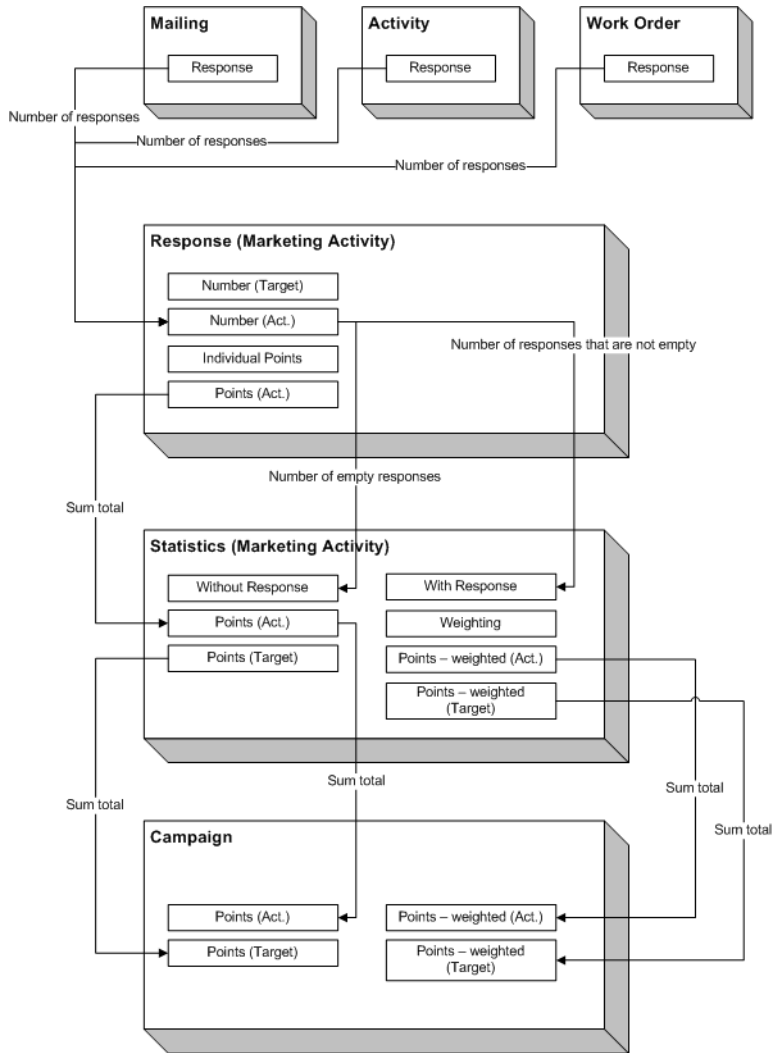 Mailing
Activity
Work Order
Response
Response
Response
Number of responses
Number of responses
Number of responses
Response (Marketing Activity)
Number (Target)
Number (Act.)
Number of responses that are not empty
Individual Points
Points (Act.)
Number of empty responses
Sum total
Statistics (Marketing Activity)
Without Response
With Response
Points (Act.)
Weighting
Points (Target)
Points – weighted (Act.)
Points – weighted
(Target)
Sum total
Sum total
Sum total
Sum total
Campaign
Points (Act.)
Points – weighted (Act.)
Points (Target)
Points – weighted
(Target)